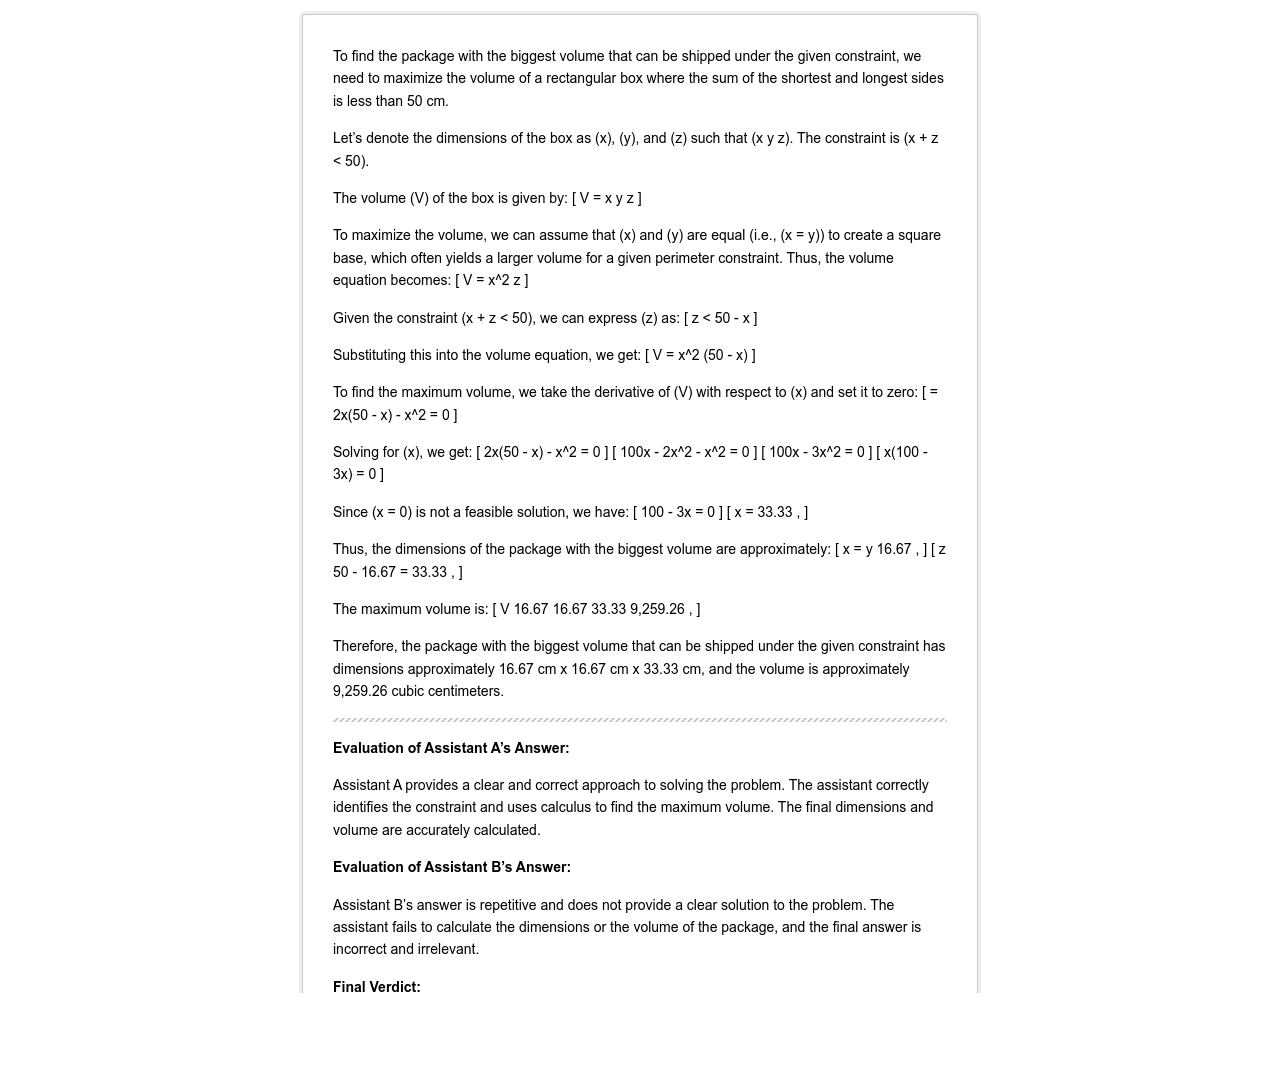 To find the package with the biggest volume that can be shipped under the given constraint, we
need to maximize the volume of a rectangular box where the sum of the shortest and longest sides
is less than 50 cm.
Let’s denote the dimensions of the box as (x), (y), and (z) such that (x y z). The constraint is (x + z
< 50).
The volume (V) of the box is given by: [ V = x y z ]
To maximize the volume, we can assume that (x) and (y) are equal (i.e., (x = y)) to create a square
base, which often yields a larger volume for a given perimeter constraint. Thus, the volume
equation becomes: [ V = x^2 z ]
Given the constraint (x + z < 50), we can express (z) as: [ z < 50 - x ]
Substituting this into the volume equation, we get: [ V = x^2 (50 - x) ]
To find the maximum volume, we take the derivative of (V) with respect to (x) and set it to zero: [ =
2x(50 - x) - x^2 = 0 ]
Solving for (x), we get: [ 2x(50 - x) - x^2 = 0 ] [ 100x - 2x^2 - x^2 = 0 ] [ 100x - 3x^2 = 0 ] [ x(100 -
3x) = 0 ]
Since (x = 0) is not a feasible solution, we have: [ 100 - 3x = 0 ] [ x = 33.33 , ]
Thus, the dimensions of the package with the biggest volume are approximately: [ x = y 16.67 , ] [ z
50 - 16.67 = 33.33 , ]
The maximum volume is: [ V 16.67 16.67 33.33 9,259.26 , ]
Therefore, the package with the biggest volume that can be shipped under the given constraint has
dimensions approximately 16.67 cm x 16.67 cm x 33.33 cm, and the volume is approximately
9,259.26 cubic centimeters.
Evaluation of Assistant A’s Answer:
Assistant A provides a clear and correct approach to solving the problem. The assistant correctly
identifies the constraint and uses calculus to find the maximum volume. The final dimensions and
volume are accurately calculated.
Evaluation of Assistant B’s Answer:
Assistant B’s answer is repetitive and does not provide a clear solution to the problem. The
assistant fails to calculate the dimensions or the volume of the package, and the final answer is
incorrect and irrelevant.
Final Verdict: